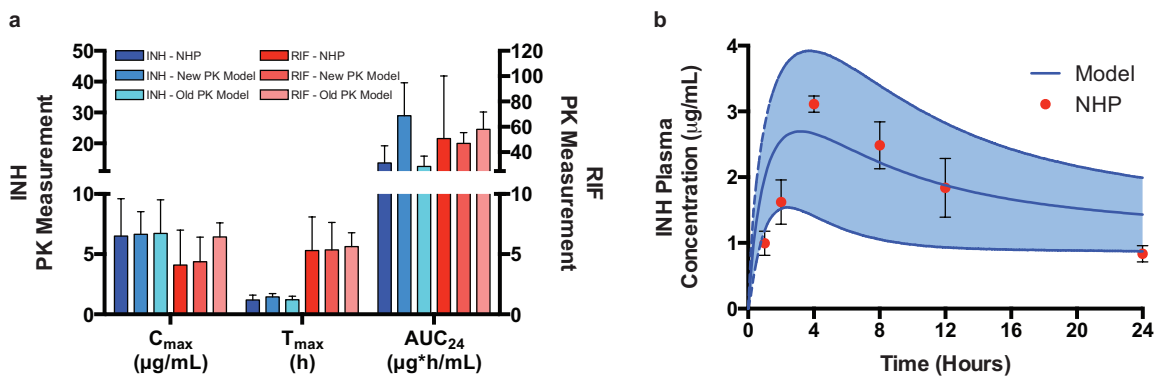 a
INH
PK Measurement
50
40
30
20
10
5
0
INH - NHP
INH - New PK Model
INH - Old PK Model
RIF - NHP
RIF - New PK Model
RIF - Old PK Model
120
100
80
60
40
10
5
0
RIF
PK Measurement
Cmax
(µg/mL)
Tmax
(h)
AUC24
(µg*h/mL)
b
INH Plasma
Concentration (µg/mL)
4
3
2
1
0
Model
NHP
0
4
8
12
16
20
24
Time (Hours)